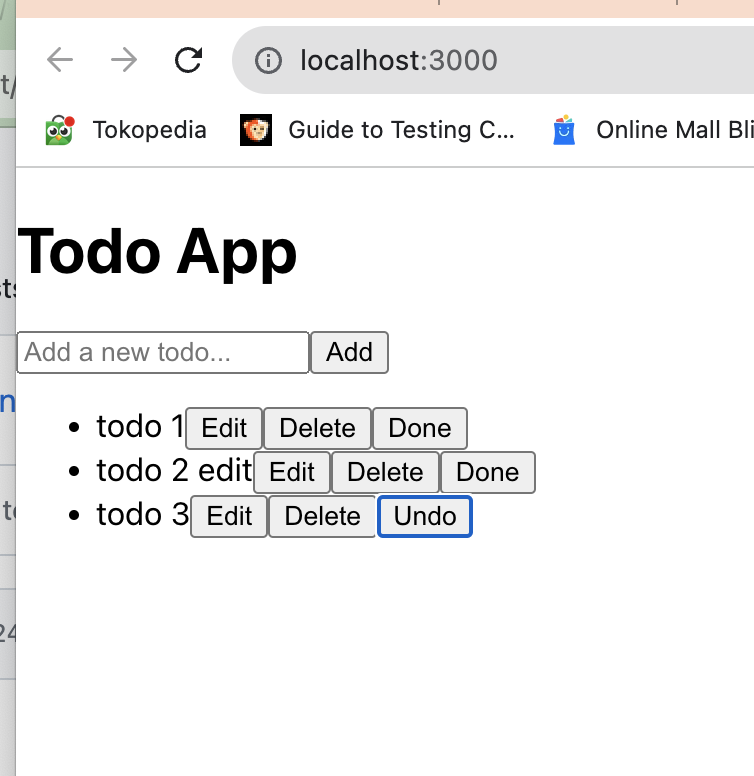 localhost:3000
Tokopedia Guide to Testing C... Online Mall Bli
Todo App
Add a new todo... Add
todo 1 Edit Delete Done
todo 2 edit Edit Delete Done
todo 3 Edit Delete Undo
24